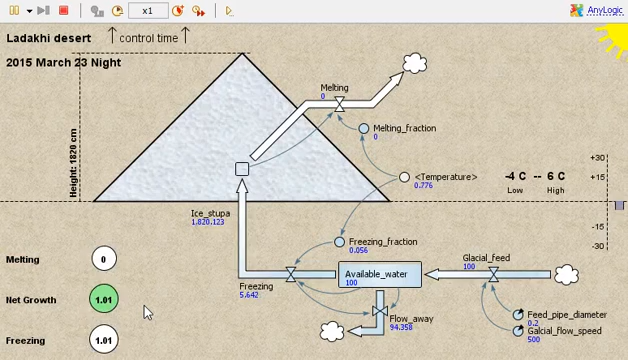 x1
AnyLogic
Ladakhi desert
control time
2015 March 23 Night
Melting
0
Melting_fraction
0
Height: 1820 cm
<Temperature>
0.776
-4 C -- 6 C
Low High
+30
+15
-15
-30
Ice_stupa
1,820.123
Freezing_fraction
0.056
Melting
0
Glacial_feed
100
Available_water
100
Freezing
5.642
Net Growth
1.01
Flow_away
94.358
Feed_pipe_diameter
0.2
Galcial_flow_speed
500
Freezing
1.01